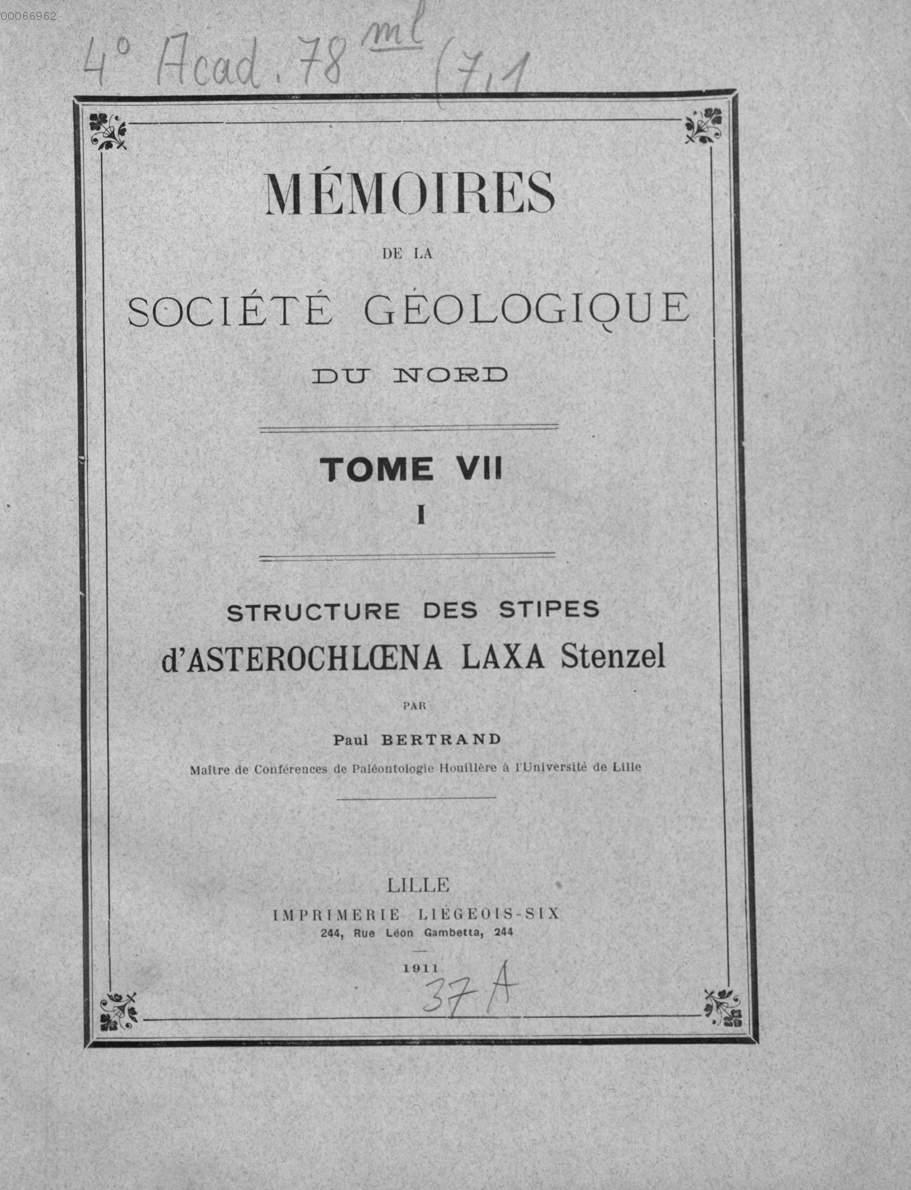 00066962
4° Acad. 78 ml (7,1
MÉMOIRES
DE LA
SOCIÉTÉ GÉOLOGIQUE
DU NORD
TOME VII
I
STRUCTURE DES STIPES
d'ASTEROCHLŒNA LAXA Stenzel
PAR
Paul BERTRAND
Maître de Conférences de Paléontologie Houillère à l'Université de Lille
LILLE
IMPRIMERIE LIÉGEOIS-SIX
244, Rue Léon Gambetta, 244
1911
37 A